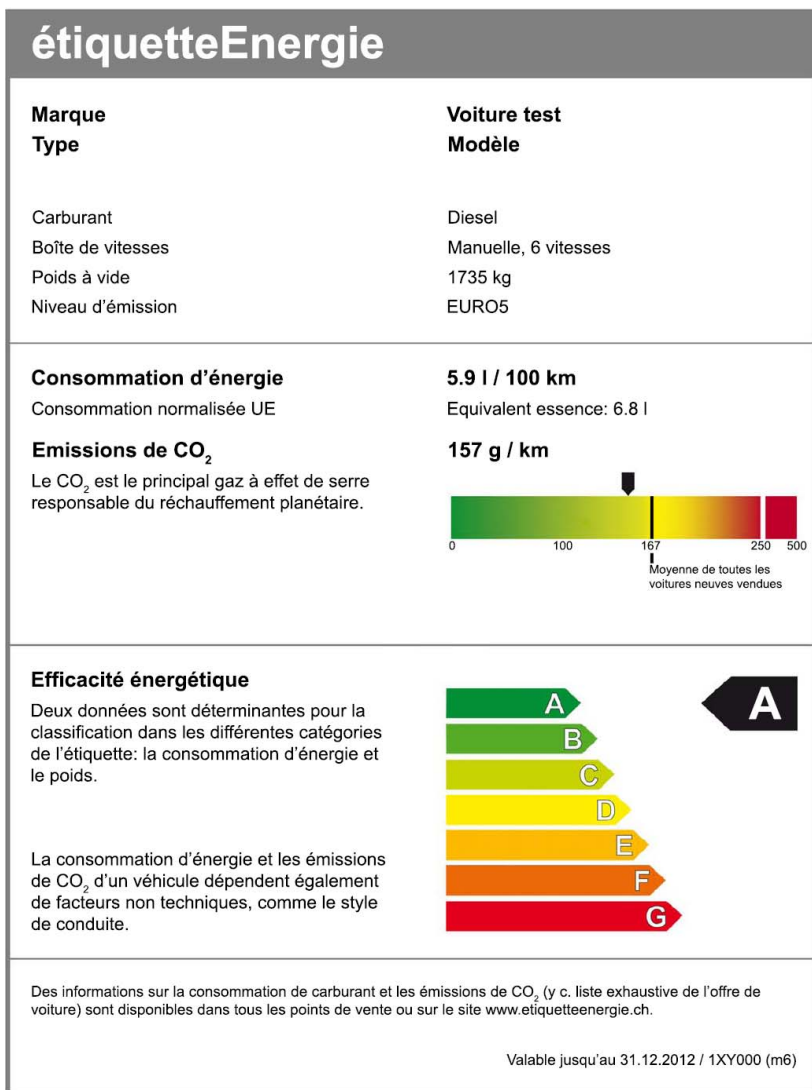 étiquetteEnergie
Marque Voiture test
Type Modèle
Carburant Diesel
Boîte de vitesses Manuelle, 6 vitesses
Poids à vide 1735 kg
Niveau d'émission EURO5
Consommation d'énergie 5.9 l / 100 km
Consommation normalisée UE Equivalent essence: 6.8 l
Emissions de CO₂ 157 g / km
Le CO₂ est le principal gaz à effet de serre
responsable du réchauffement planétaire.
0 100 167 250 500
Moyenne de toutes les
voitures neuves vendues
Efficacité énergétique
Deux données sont déterminantes pour la
classification dans les différentes catégories
de l'étiquette: la consommation d'énergie et
le poids.
La consommation d'énergie et les émissions
de CO₂ d'un véhicule dépendent également
de facteurs non techniques, comme le style
de conduite.
A A
B
C
D
E
F
G
Des informations sur la consommation de carburant et les émissions de CO₂ (y c. liste exhaustive de l'offre de
voiture) sont disponibles dans tous les points de vente ou sur le site www.etiquetteenergie.ch.
Valable jusqu'au 31.12.2012 / 1XY000 (m6)